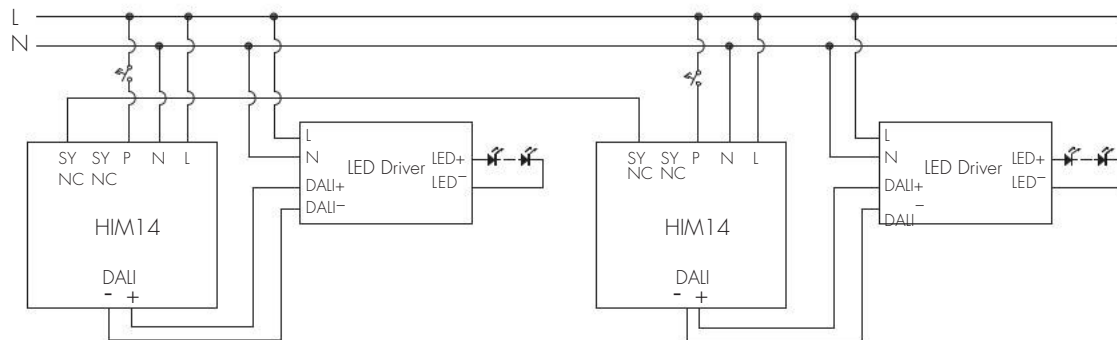 L
N
SY SY P N L
NC NC
HIM14
DALI
- +
L
N
DALI+
DALI-
LED Driver
LED+
LED-
SY SY P N L
NC NC
HIM14
DALI
- +
L
N
DALI+
-
DALI
LED Driver
LED+
LED-